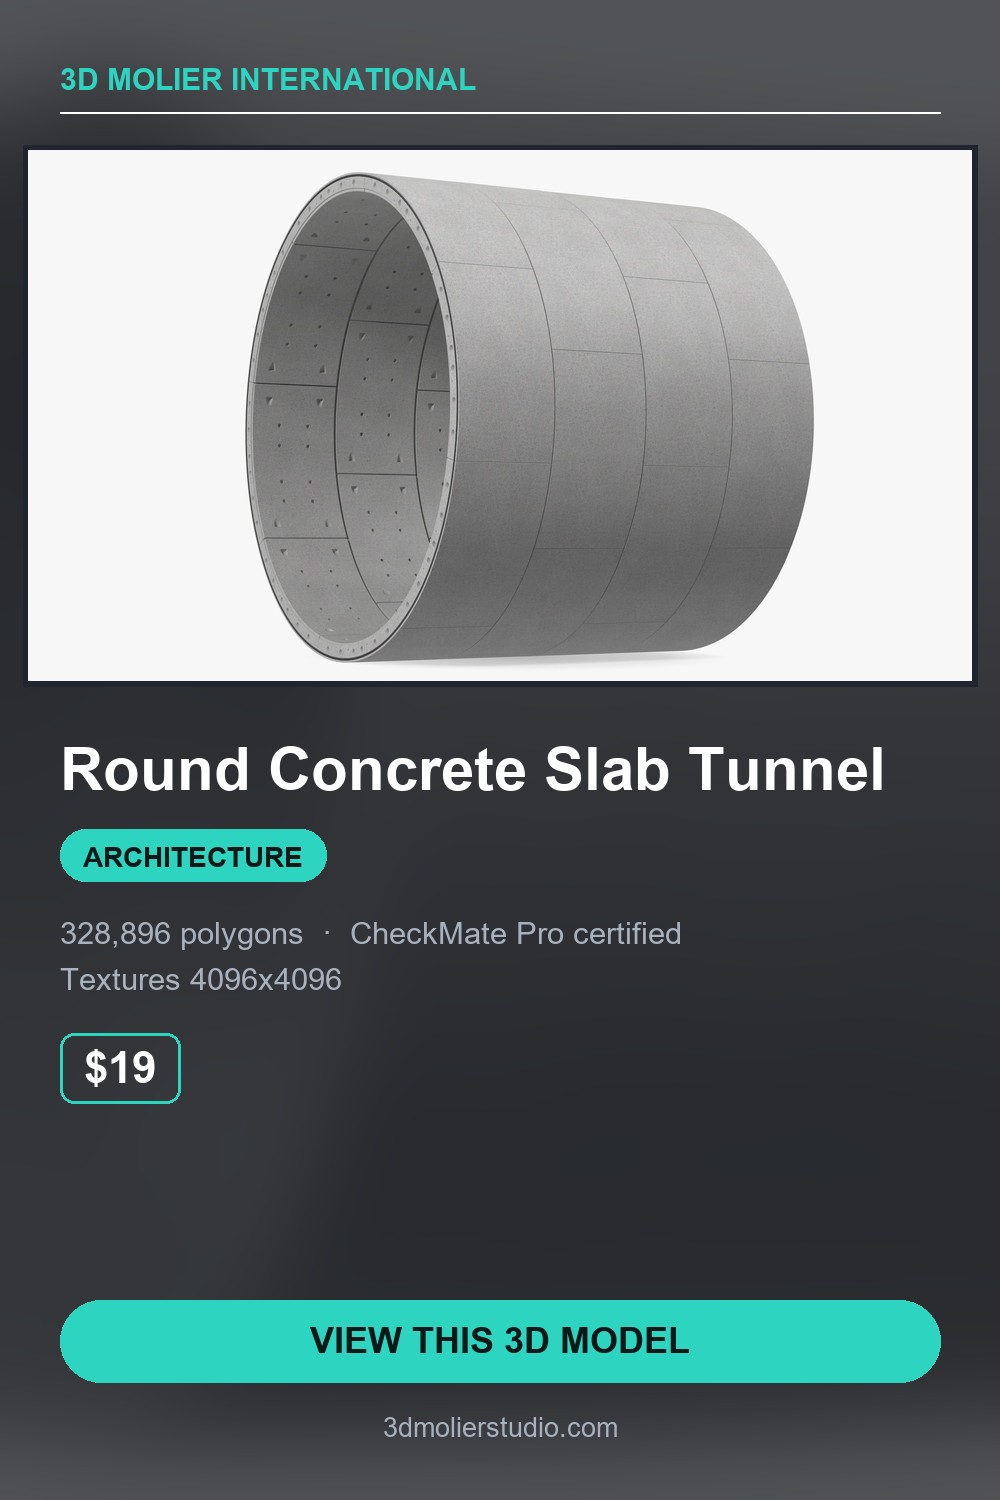 3D MOLIER INTERNATIONAL
Round Concrete Slab Tunnel
ARCHITECTURE
328,896 polygons · CheckMate Pro certified
Textures 4096x4096
$19
VIEW THIS 3D MODEL
3dmolierstudio.com